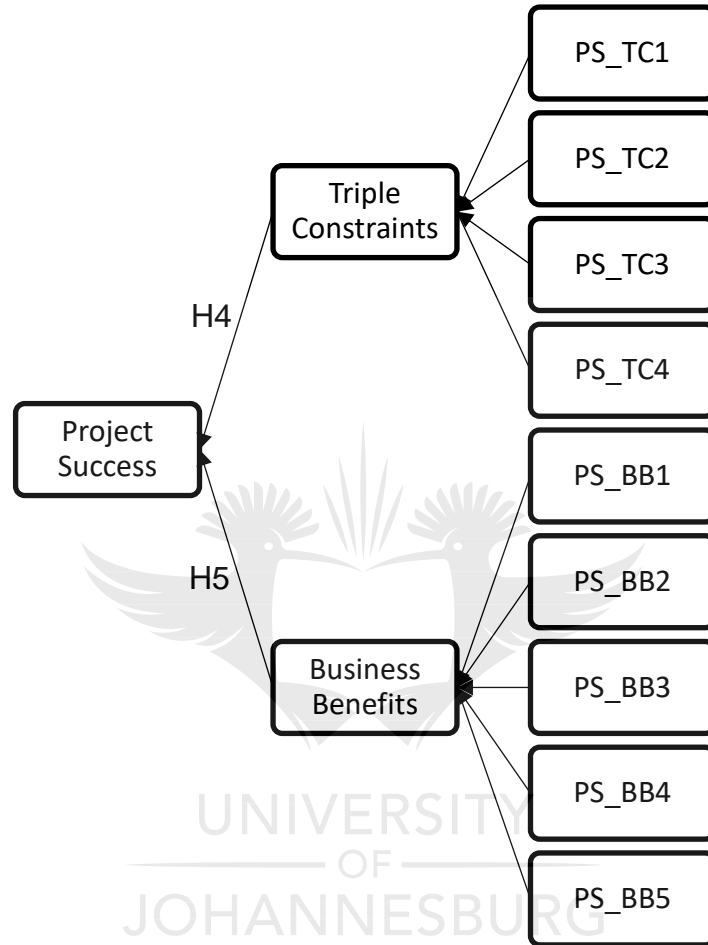 PS_TC1
PS_TC2
Triple
Constraints
PS_TC3
H4
PS_TC4
Project
Success
PS_BB1
H5
PS_BB2
Business
Benefits
PS_BB3
PS_BB4
UNIVERSITY
OF
PS_BB5
JOHANNESBURG